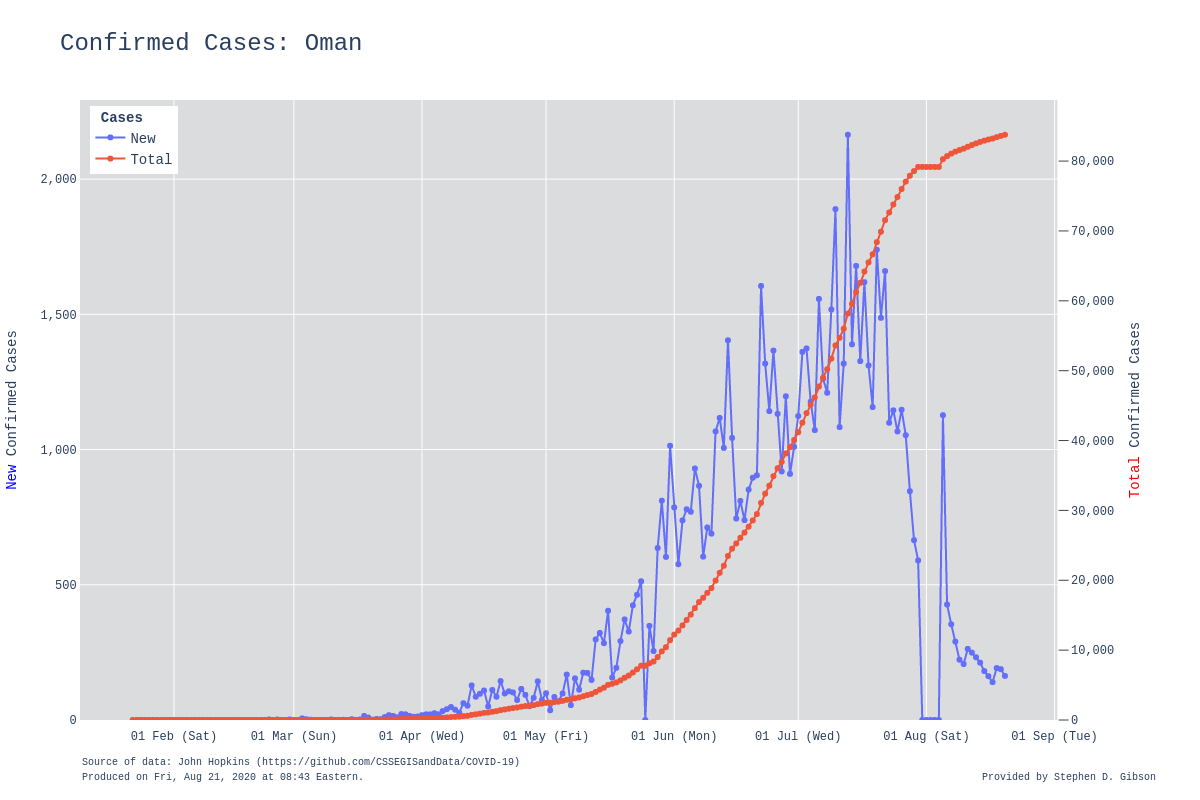 Confirmed Cases: Oman
Cases
New
Total
2,000
1,500
1,000
500
0
80,000
70,000
60,000
50,000
40,000
30,000
20,000
10,000
0
New Confirmed Cases
Total Confirmed Cases
01 Feb (Sat) 01 Mar (Sun) 01 Apr (Wed) 01 May (Fri) 01 Jun (Mon) 01 Jul (Wed) 01 Aug (Sat) 01 Sep (Tue)
Source of data: John Hopkins (https://github.com/CSSEGISandData/COVID-19)
Produced on Fri, Aug 21, 2020 at 08:43 Eastern.
Provided by Stephen D. Gibson